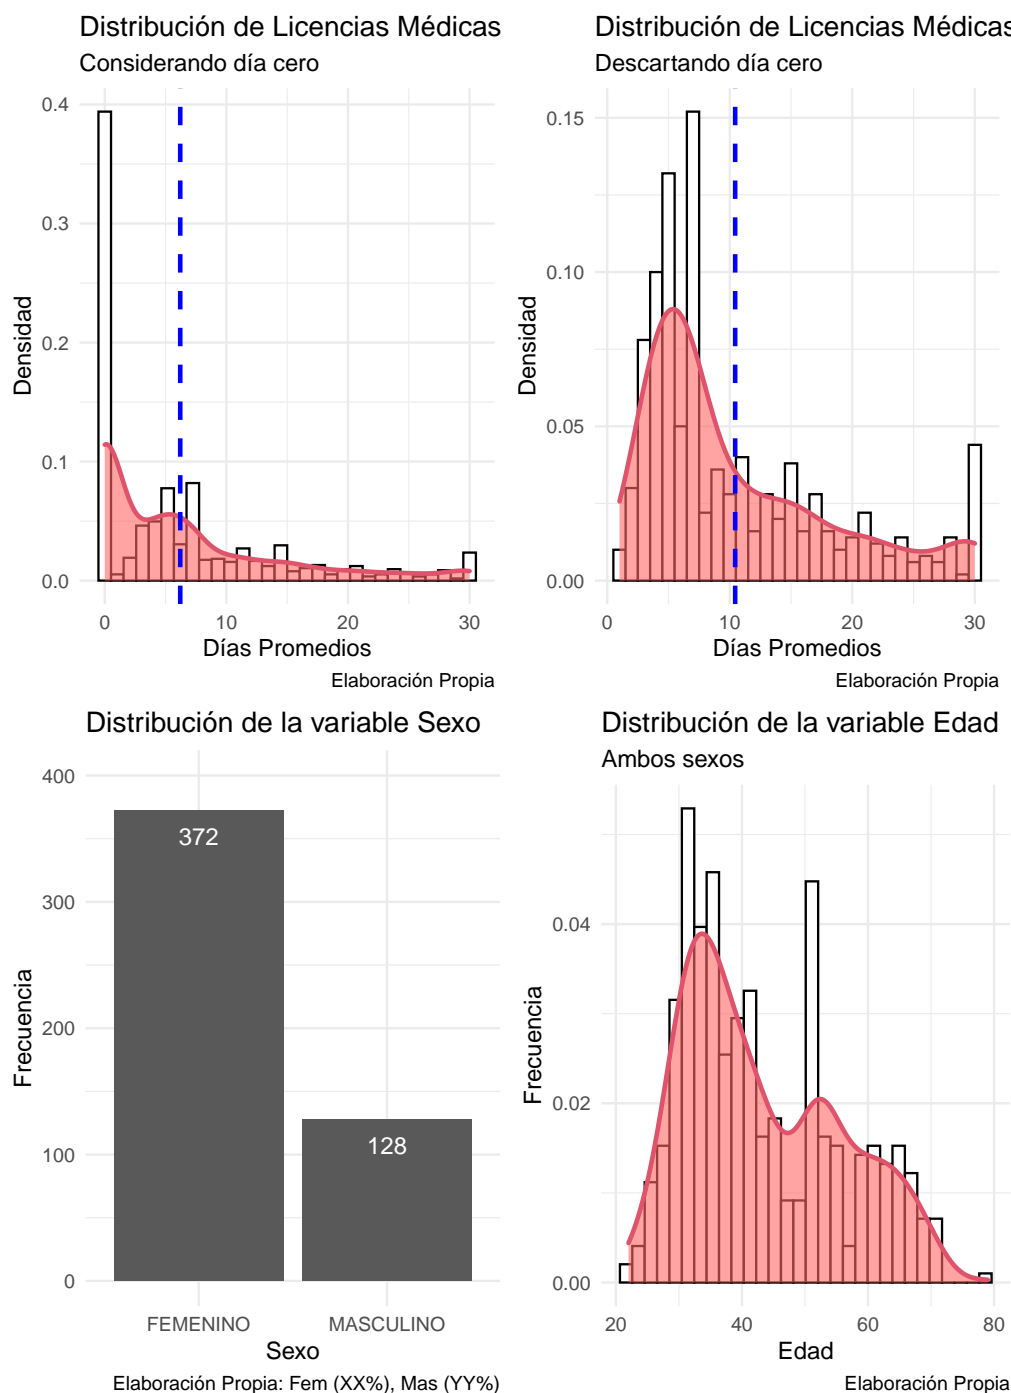 Distribución de Licencias Médicas
Considerando día cero
Densidad
0.4
0.3
0.2
0.1
0.0
0 10 20 30
Días Promedios
Elaboración Propia
Distribución de Licencias Médicas
Descartando día cero
Densidad
0.15
0.10
0.05
0.00
0 10 20 30
Días Promedios
Elaboración Propia
Distribución de la variable Sexo
Frecuencia
400
300
200
100
0
372
128
FEMENINO MASCULINO
Sexo
Elaboración Propia: Fem (XX%), Mas (YY%)
Distribución de la variable Edad
Ambos sexos
Frecuencia
0.04
0.02
0.00
20 40 60 80
Edad
Elaboración Propia